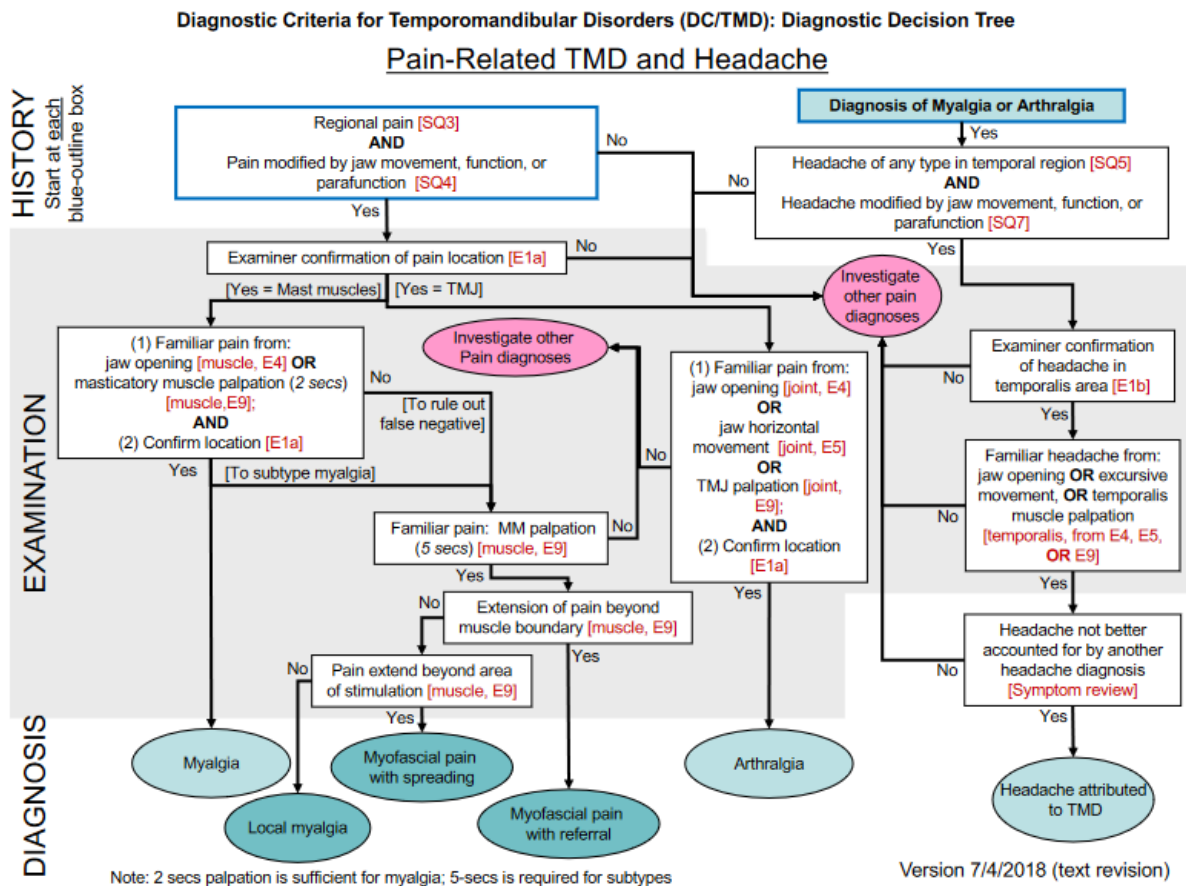 Diagnostic Criteria for Temporomandibular Disorders (DC/TMD): Diagnostic Decision Tree
Pain-Related TMD and Headache
HISTORY
Start at each
blue-outline box
Regional pain [SQ3]
AND
Pain modified by jaw movement, function, or
parafunction [SQ4]
No
Yes
Diagnosis of Myalgia or Arthralgia
Yes
Headache of any type in temporal region [SQ5]
AND
Headache modified by jaw movement, function, or
parafunction [SQ7]
No
Yes
EXAMINATION
Examiner confirmation of pain location [E1a]
No
[Yes = Mast muscles]
[Yes = TMJ]
Investigate
other pain
diagnoses
(1) Familiar pain from:
jaw opening [muscle, E4] OR
masticatory muscle palpation (2 secs)
[muscle,E9];
AND
(2) Confirm location [E1a]
No
[To rule out
false negative]
Yes
[To subtype myalgia]
Investigate other
Pain diagnoses
(1) Familiar pain from:
jaw opening [joint, E4]
OR
jaw horizontal
movement [joint, E5]
OR
TMJ palpation [joint,
E9];
AND
(2) Confirm location
[E1a]
No
Yes
Examiner confirmation
of headache in
temporalis area [E1b]
No
Yes
Familiar headache from:
jaw opening OR excursive
movement, OR temporalis
muscle palpation
[temporalis, from E4, E5,
OR E9]
No
Yes
Familiar pain: MM palpation
(5 secs) [muscle, E9]
No
Yes
Extension of pain beyond
muscle boundary [muscle, E9]
No
Yes
Pain extend beyond area
of stimulation [muscle, E9]
No
Yes
Headache not better
accounted for by another
headache diagnosis
[Symptom review]
No
Yes
DIAGNOSIS
Myalgia
Local myalgia
Myofascial pain
with spreading
Myofascial pain
with referral
Arthralgia
Headache attributed
to TMD
Note: 2 secs palpation is sufficient for myalgia; 5-secs is required for subtypes
Version 7/4/2018 (text revision)